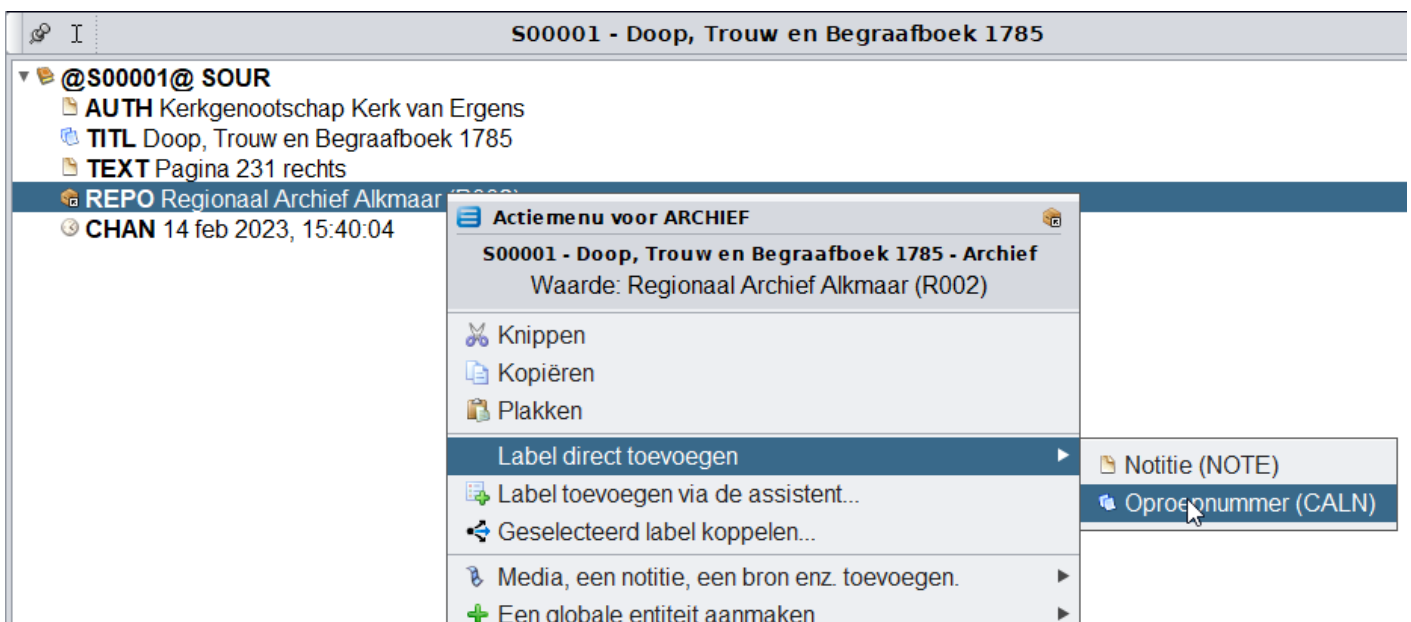 S00001 - Doop, Trouw en Begraafboek 1785
@S00001@ SOUR
AUTH Kerkgenootschap Kerk van Ergens
TITL Doop, Trouw en Begraafboek 1785
TEXT Pagina 231 rechts
REPO Regionaal Archief Alkmaar (R002)
CHAN 14 feb 2023, 15:40:04
Actiemenu voor ARCHIEF
S00001 - Doop, Trouw en Begraafboek 1785 - Archief
Waarde: Regionaal Archief Alkmaar (R002)
Knippen
Kopiëren
Plakken
Label direct toevoegen
Notitie (NOTE)
Oproepnummer (CALN)
Label toevoegen via de assistent...
Geselecteerd label koppelen...
Media, een notitie, een bron enz. toevoegen.
Een globale entiteit aanmaken